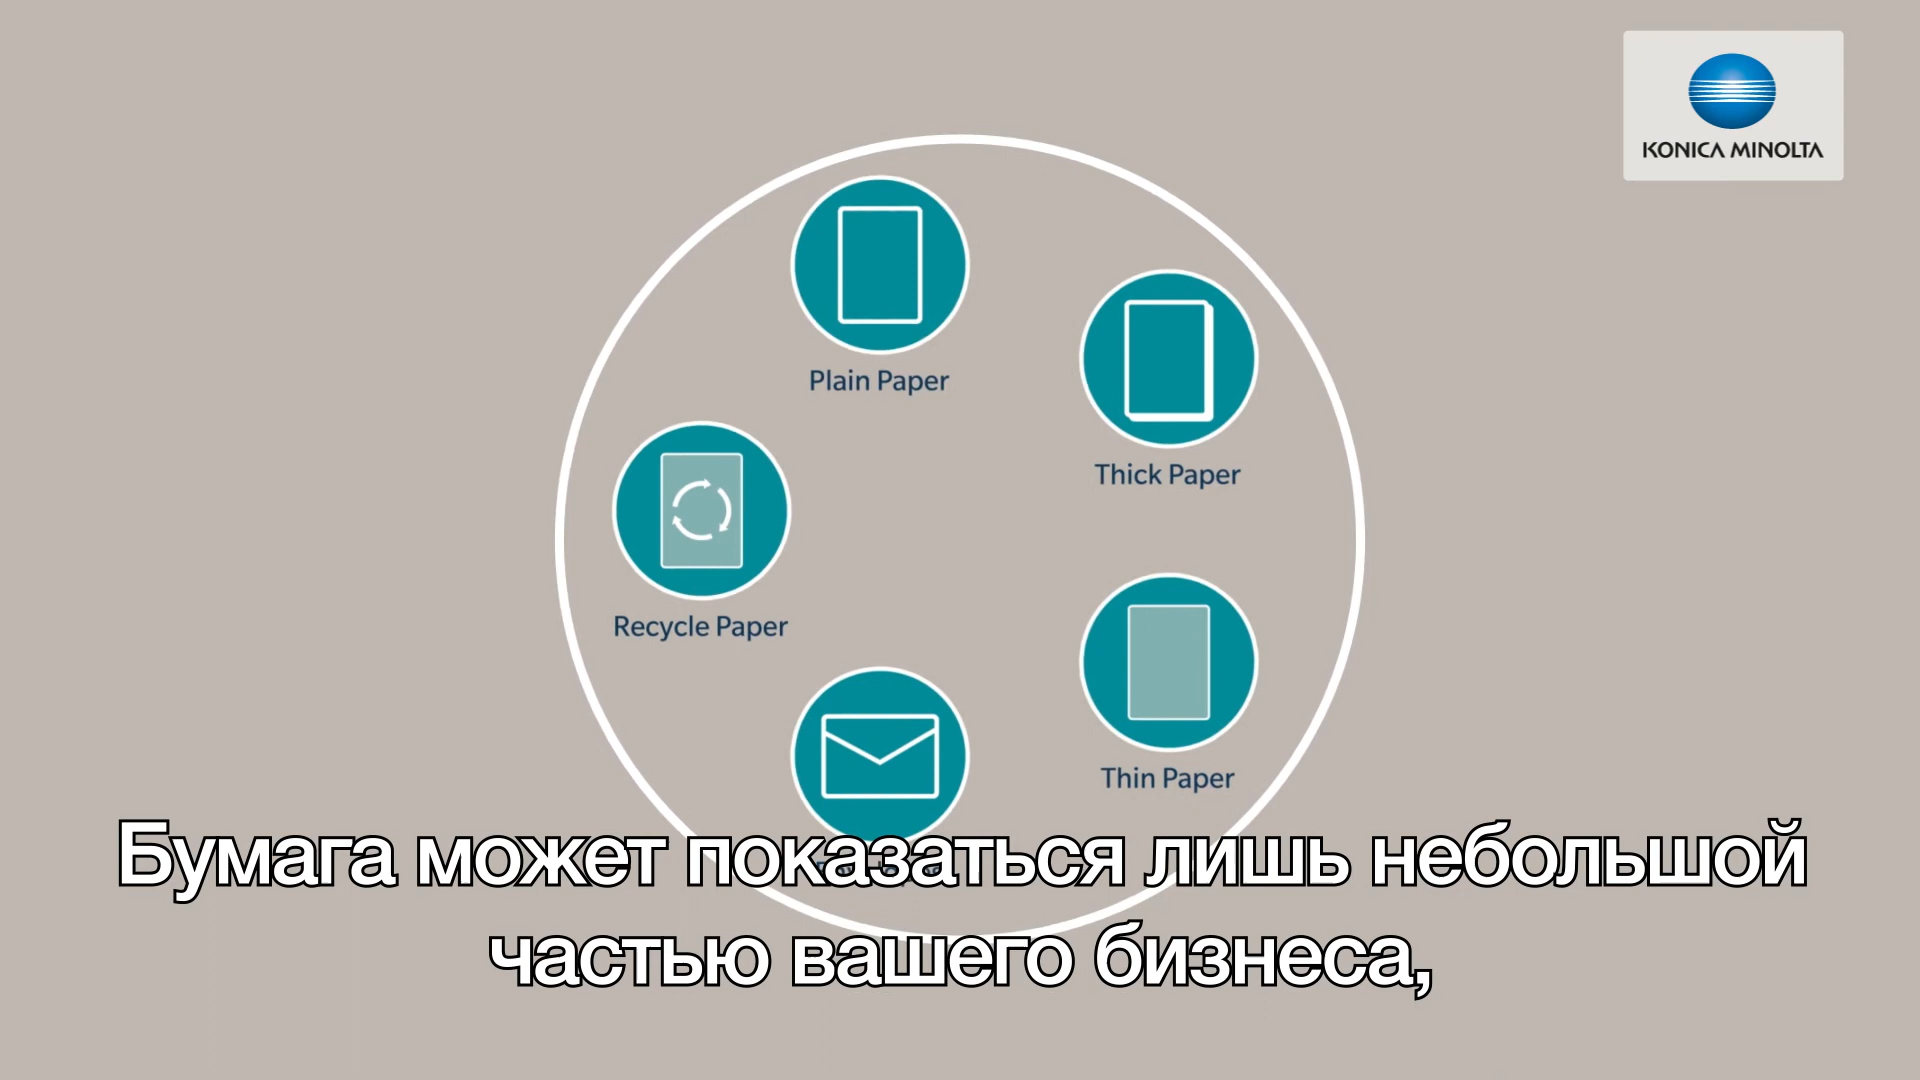 KONICA MINOLTA
Plain Paper
Thick Paper
Recycle Paper
Thin Paper
Бумага может показаться лишь небольшой
частью вашего бизнеса,